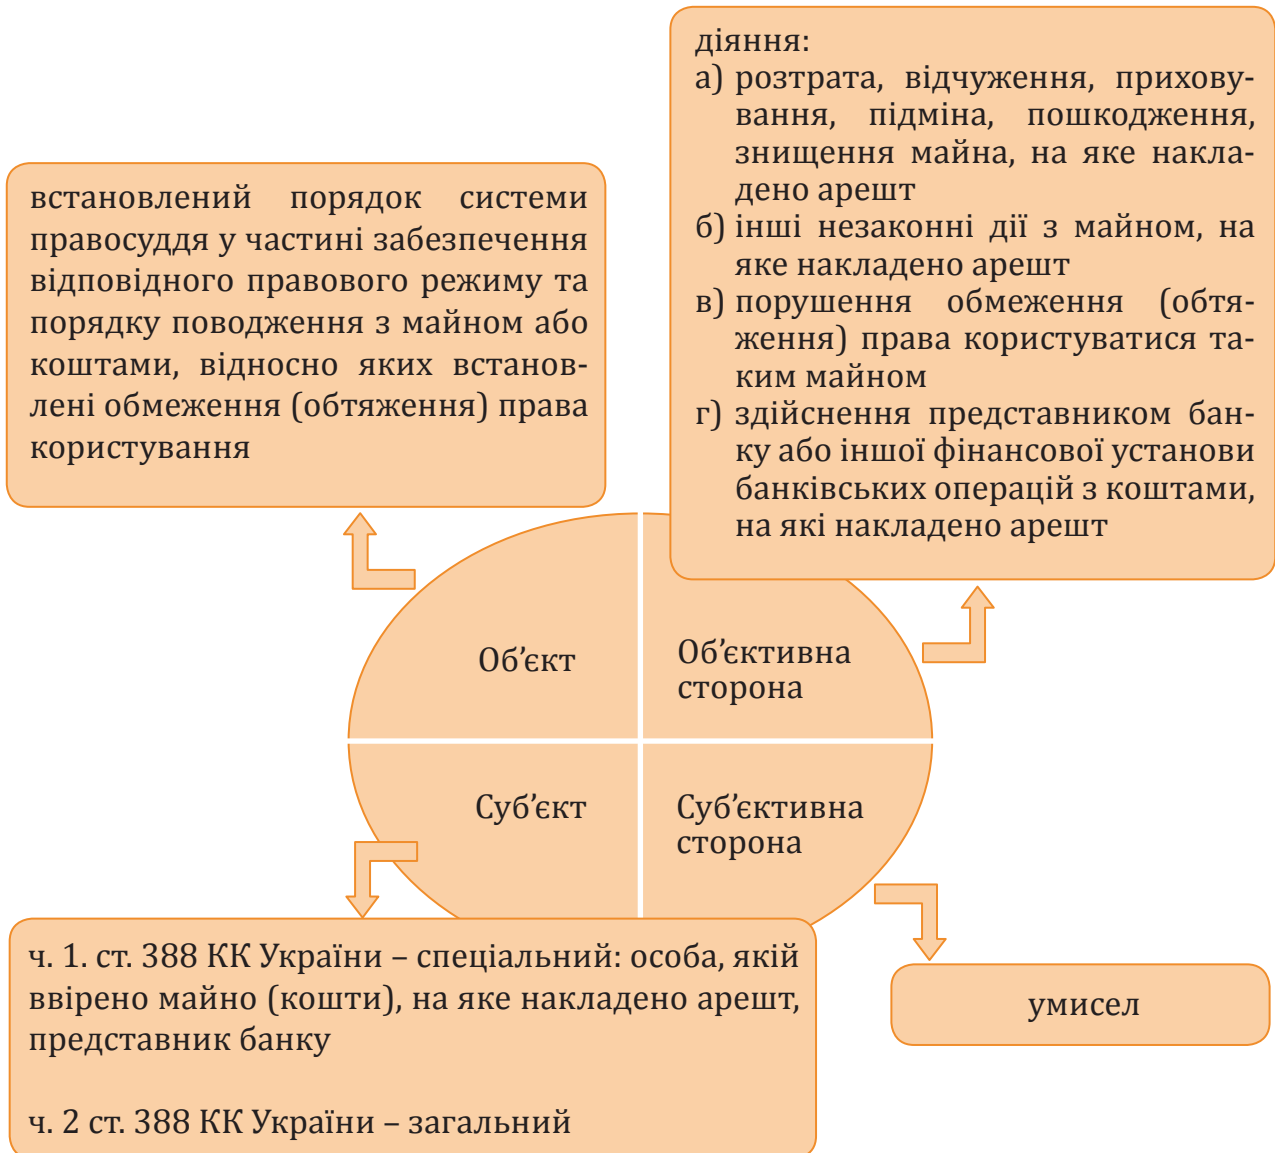 діяння:
а) розтрата, відчуження, прихову-
вання, підміна, пошкодження,
знищення майна, на яке накла-
дено арешт
б) інші незаконні дії з майном, на
яке накладено арешт
в) порушення обмеження (обтя-
ження) права користуватися та-
ким майном
г) здійснення представником бан-
ку або іншої фінансової установи
банківських операцій з коштами,
на які накладено арешт
встановлений порядок системи
правосуддя у частині забезпечення
відповідного правового режиму та
порядку поводження з майном або
коштами, відносно яких встанов-
лені обмеження (обтяження) права
користування
Об’єкт
Об’єктивна
сторона
Суб’єкт
Суб’єктивна
сторона
ч. 1. ст. 388 КК України – спеціальний: особа, якій
ввірено майно (кошти), на яке накладено арешт,
представник банку
ч. 2 ст. 388 КК України – загальний
умисел